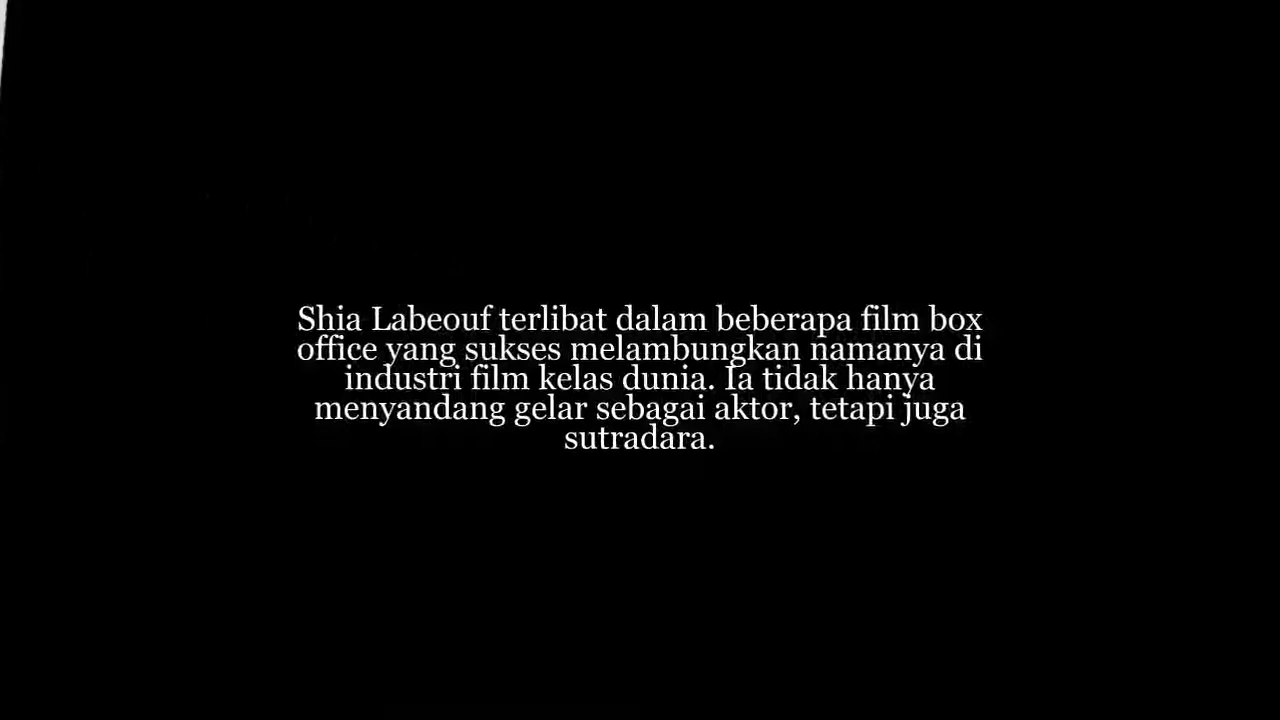 Shia Labeouf terlibat dalam beberapa film box
office yang sukses melambungkan namanya di
industri film kelas dunia. Ia tidak hanya
menyandang gelar sebagai aktor, tetapi juga
sutradara.